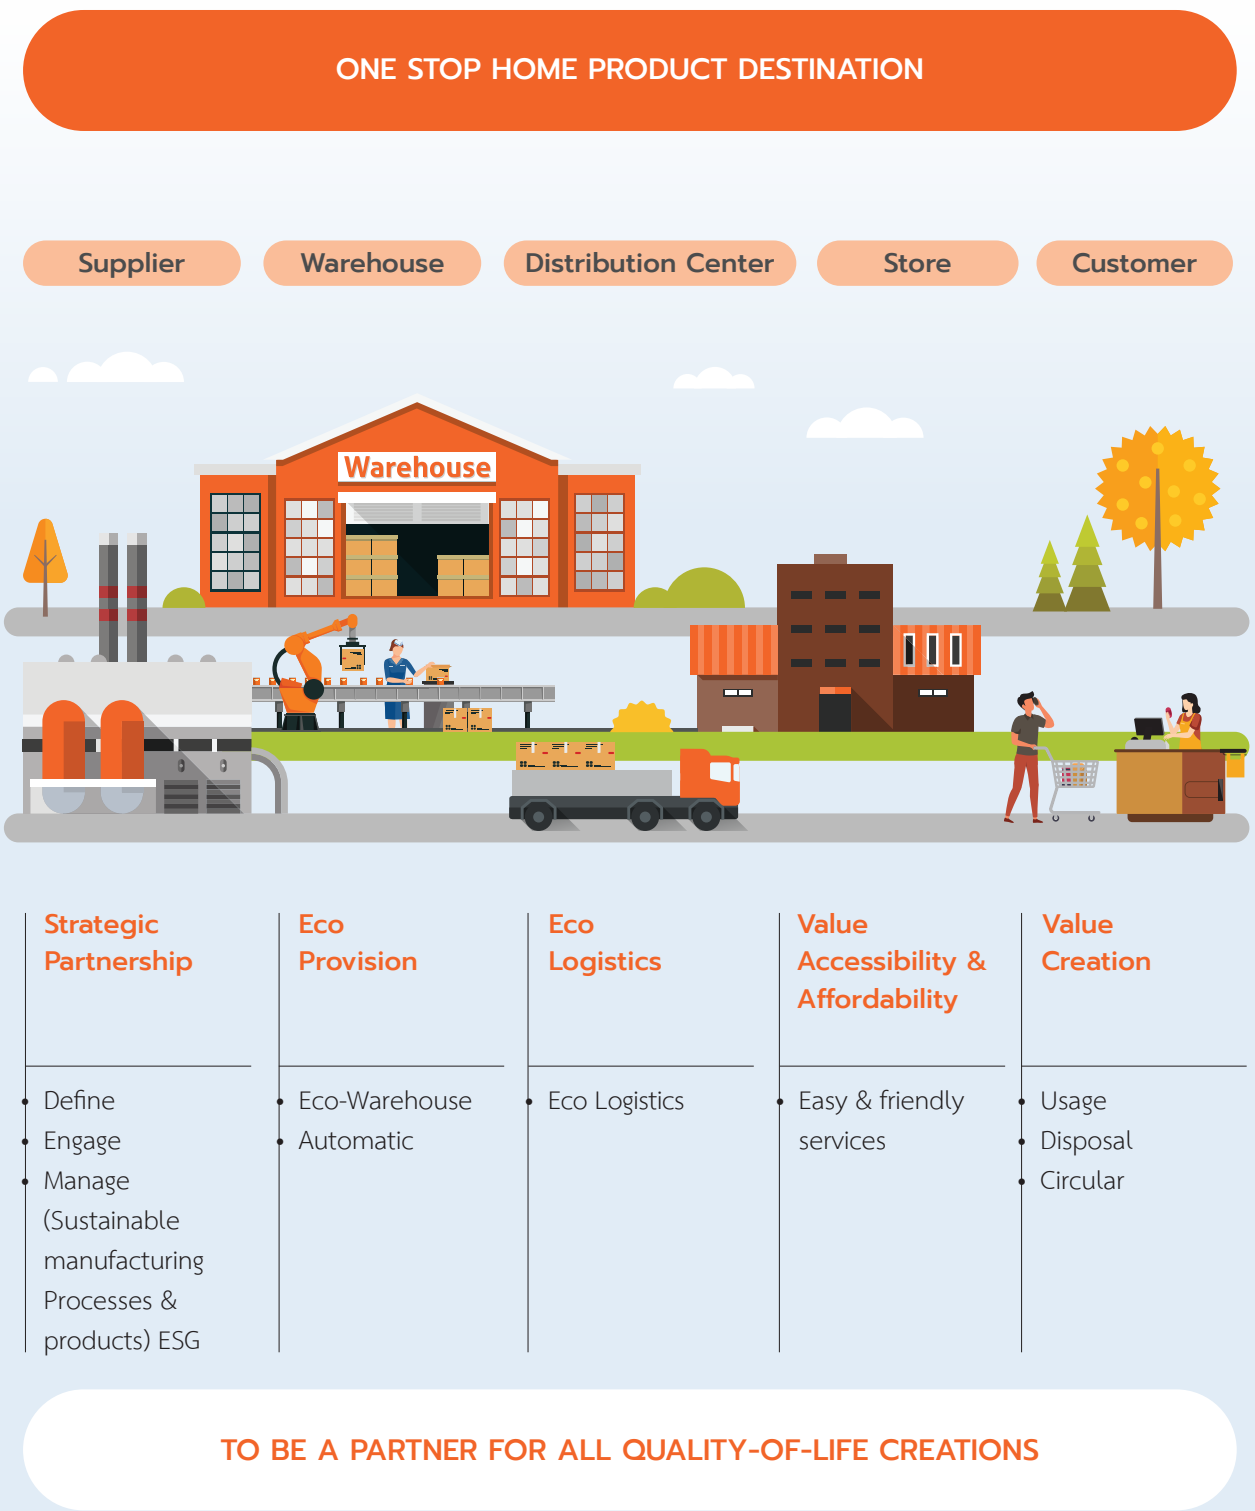 ONE STOP HOME PRODUCT DESTINATION
Supplier
Warehouse
Distribution Center
Store
Customer
Warehouse
Strategic
Partnership
• Define
• Engage
• Manage
(Sustainable
manufacturing
Processes &
products) ESG
Eco
Provision
• Eco-Warehouse
• Automatic
Eco
Logistics
• Eco Logistics
Value
Accessibility &
Affordability
• Easy & friendly
services
Value
Creation
• Usage
• Disposal
• Circular
TO BE A PARTNER FOR ALL QUALITY-OF-LIFE CREATIONS